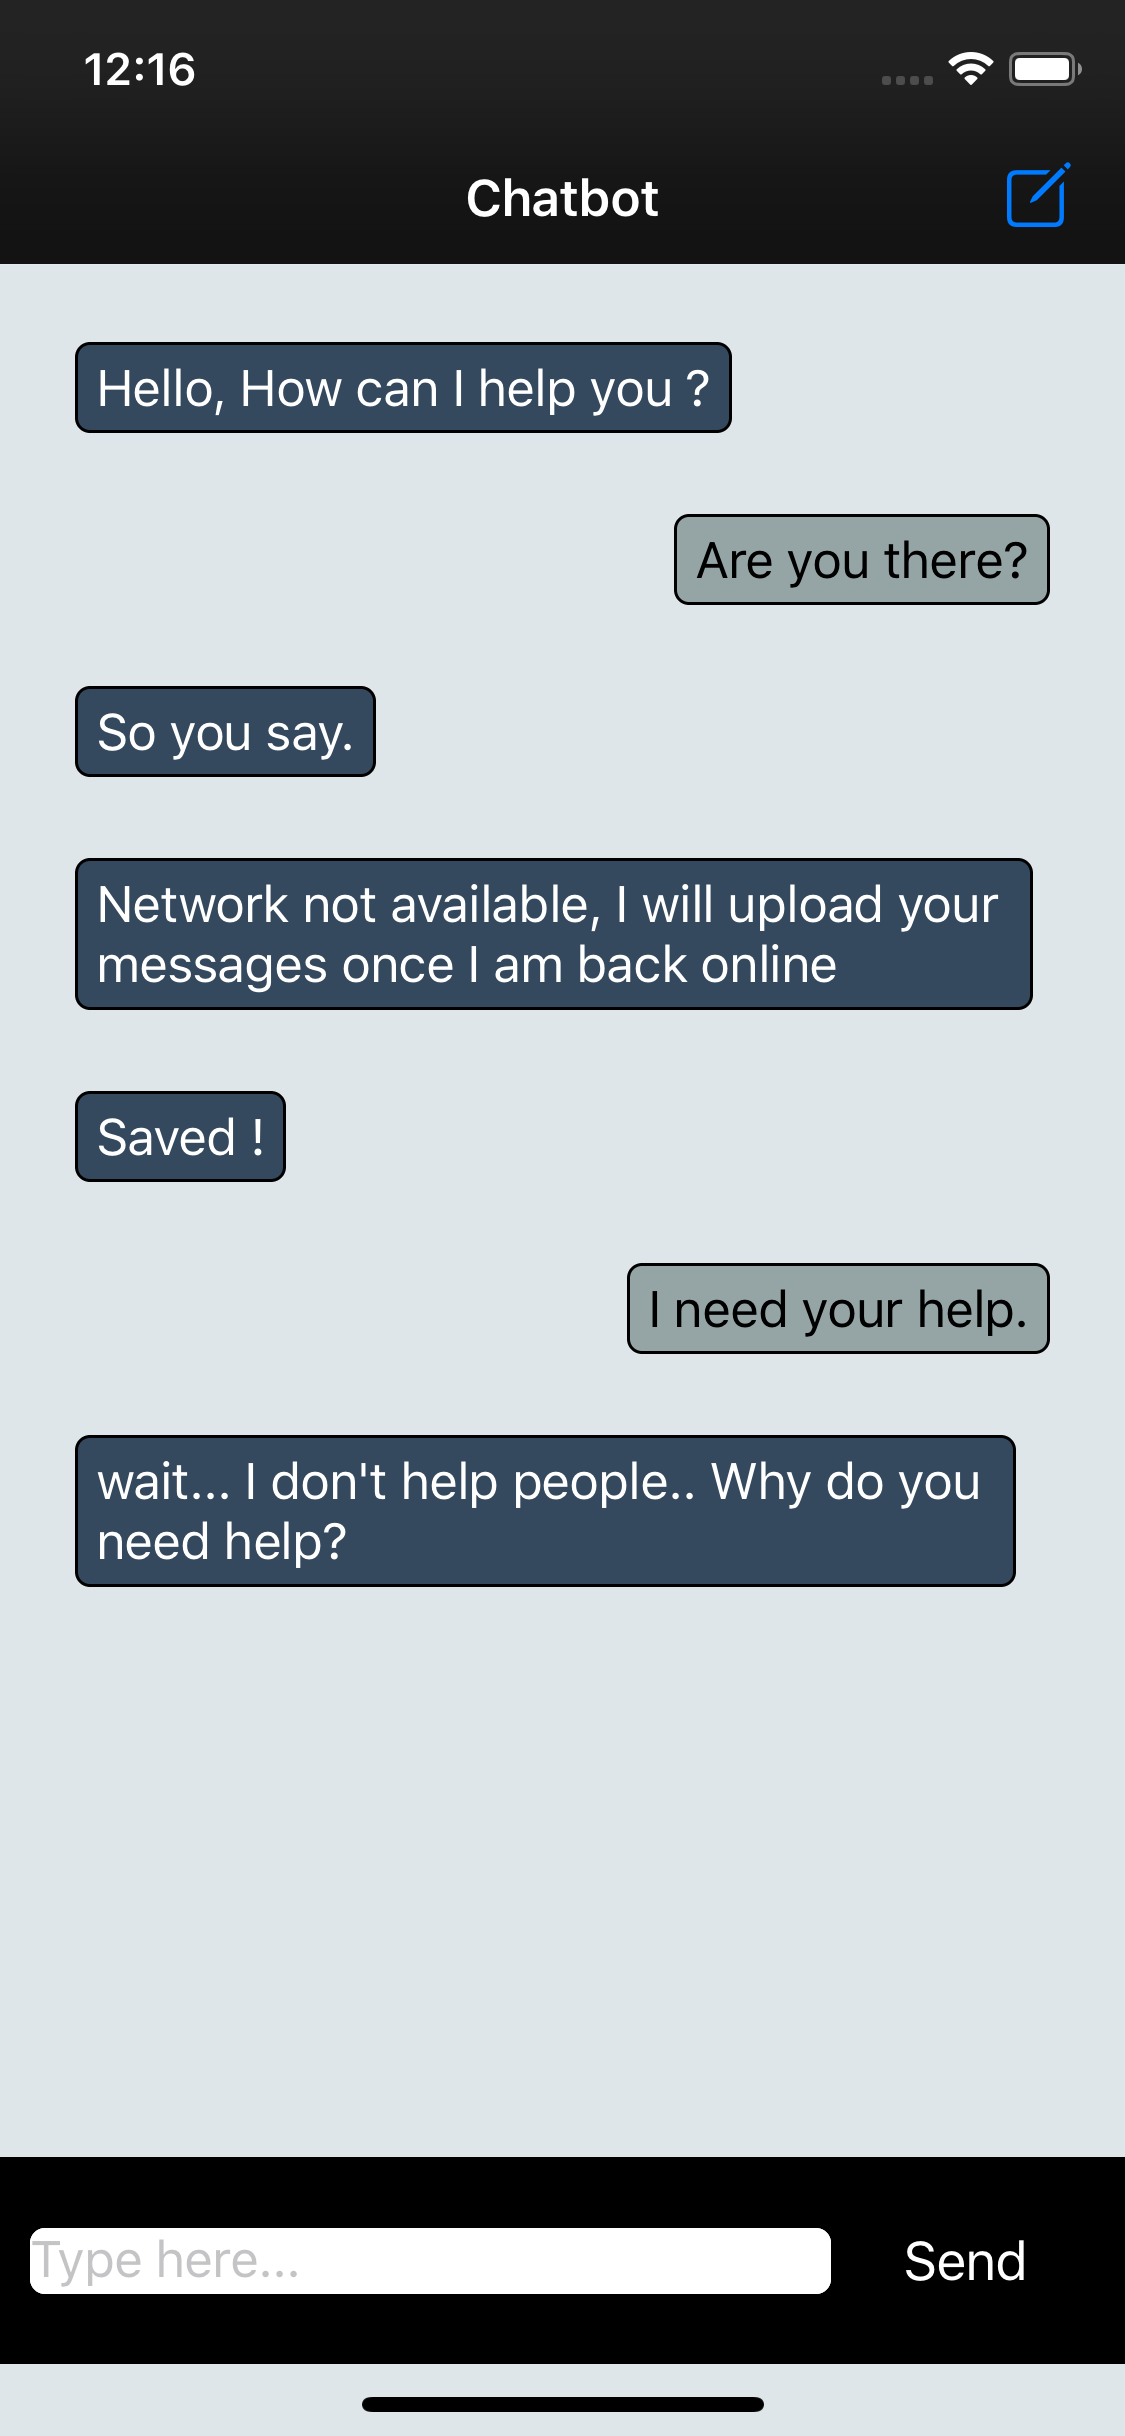 12:16
Chatbot
Hello, How can I help you ?
Are you there?
So you say.
Network not available, I will upload your
messages once I am back online
Saved !
I need your help.
wait... I don't help people.. Why do you
need help?
Type here...
Send